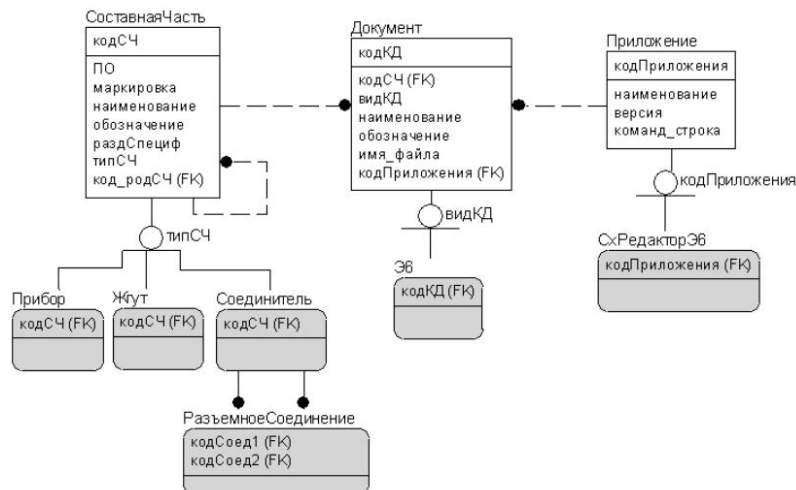 СоставнаяЧасть
кодСЧ
ПО
маркировка
наименование
обозначение
раздСпециф
типСЧ
код_родСЧ (FK)
Документ
кодКД
кодСЧ (FK)
видКД
наименование
обозначение
имя_файла
кодПриложения (FK)
Приложение
кодПриложения
наименование
версия
команд_строка
типСЧ
видКД
кодПриложения
Прибор
кодСЧ (FK)
Жгут
кодСЧ (FK)
Соединитель
кодСЧ (FK)
Э6
кодКД (FK)
СхРедакторЭ6
кодПриложения (FK)
РазъемноеСоединение
кодСоед1 (FK)
кодСоед2 (FK)